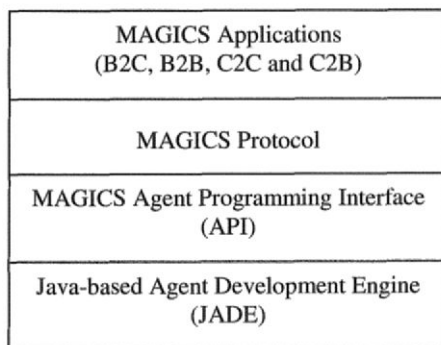 MAGICS Applications
(B2C, B2B, C2C and C2B)
MAGICS Protocol
MAGICS Agent Programming Interface
(API)
Java-based Agent Development Engine
(JADE)